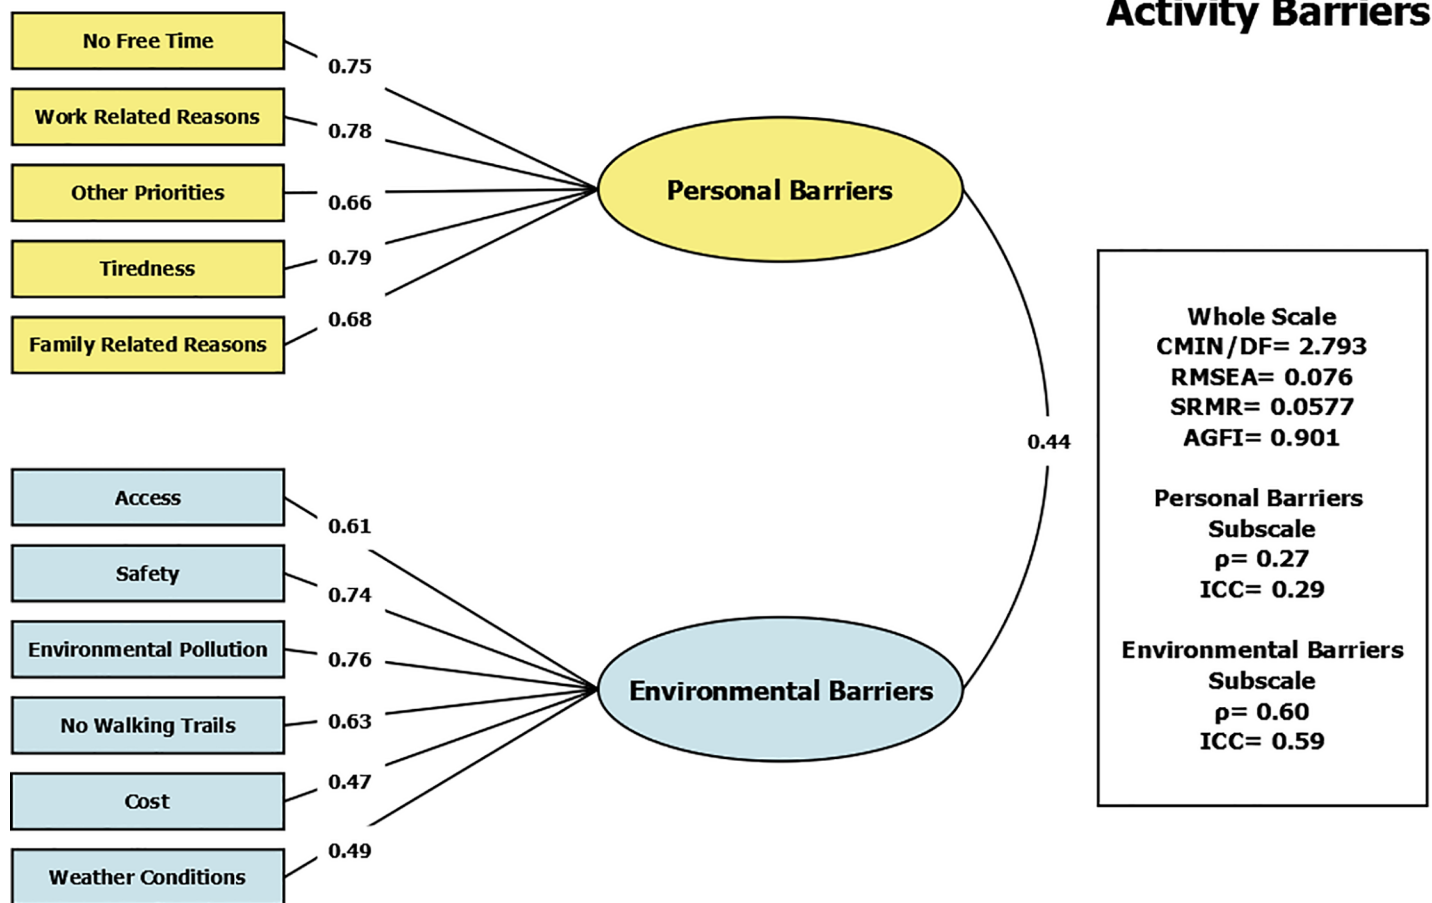 Activity Barriers
No Free Time
0.75
Work Related Reasons
0.78
Other Priorities
0.66
Tiredness
0.79
Family Related Reasons
0.68
Personal Barriers
0.44
Access
0.61
Safety
0.74
Environmental Pollution
0.76
No Walking Trails
0.63
Cost
0.47
Weather Conditions
0.49
Environmental Barriers
Whole Scale
CMIN/DF= 2.793
RMSEA= 0.076
SRMR= 0.0577
AGFI= 0.901
Personal Barriers
Subscale
ρ= 0.27
ICC= 0.29
Environmental Barriers
Subscale
ρ= 0.60
ICC= 0.59